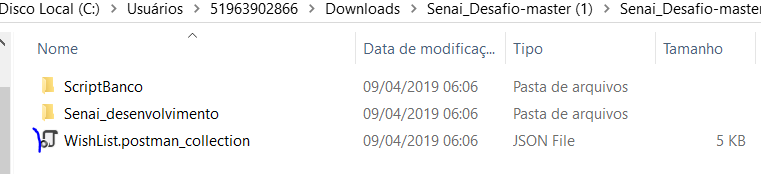 Disco Local (C:) > Usuários > 51963902866 > Downloads > Senai_Desafio-master (1) > Senai_Desafio-master
Nome Data de modificaç... Tipo Tamanho
ScriptBanco 09/04/2019 06:06 Pasta de arquivos
Senai_desenvolvimento 09/04/2019 06:06 Pasta de arquivos
WishList.postman_collection 09/04/2019 06:06 JSON File 5 KB